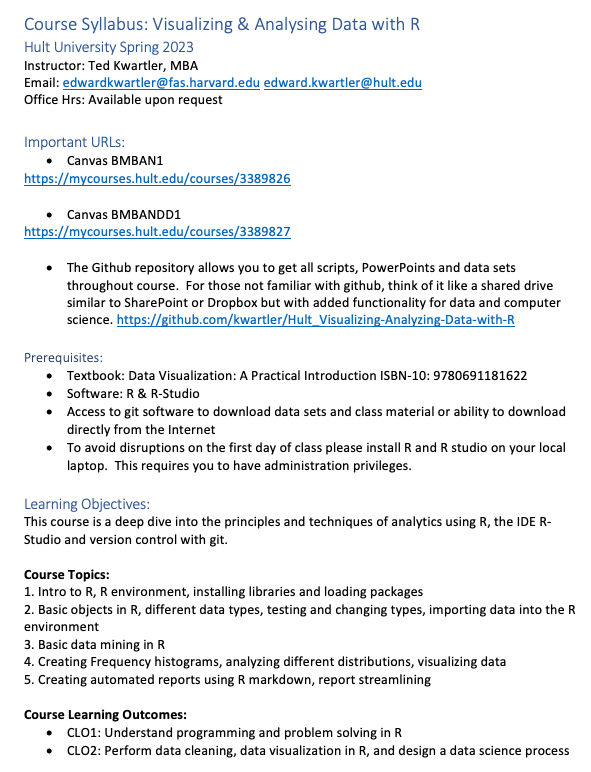 Course Syllabus: Visualizing & Analysing Data with R
Hult University Spring 2023
Instructor: Ted Kwartler, MBA
Email: edwardkwartler@fas.harvard.edu edward.kwartler@hult.edu
Office Hrs: Available upon request
Important URLs:
• Canvas BMBAN1
https://mycourses.hult.edu/courses/3389826
• Canvas BMBANDD1
https://mycourses.hult.edu/courses/3389827
• The Github repository allows you to get all scripts, PowerPoints and data sets
throughout course.  For those not familiar with github, think of it like a shared drive
similar to SharePoint or Dropbox but with added functionality for data and computer
science. https://github.com/kwartler/Hult_Visualizing-Analyzing-Data-with-R
Prerequisites:
• Textbook: Data Visualization: A Practical Introduction ISBN-10: 9780691181622
• Software: R & R-Studio
• Access to git software to download data sets and class material or ability to download
directly from the Internet
• To avoid disruptions on the first day of class please install R and R studio on your local
laptop.  This requires you to have administration privileges.
Learning Objectives:
This course is a deep dive into the principles and techniques of analytics using R, the IDE R-
Studio and version control with git.
Course Topics:
1. Intro to R, R environment, installing libraries and loading packages
2. Basic objects in R, different data types, testing and changing types, importing data into the R
environment
3. Basic data mining in R
4. Creating Frequency histograms, analyzing different distributions, visualizing data
5. Creating automated reports using R markdown, report streamlining
Course Learning Outcomes:
• CLO1: Understand programming and problem solving in R
• CLO2: Perform data cleaning, data visualization in R, and design a data science process